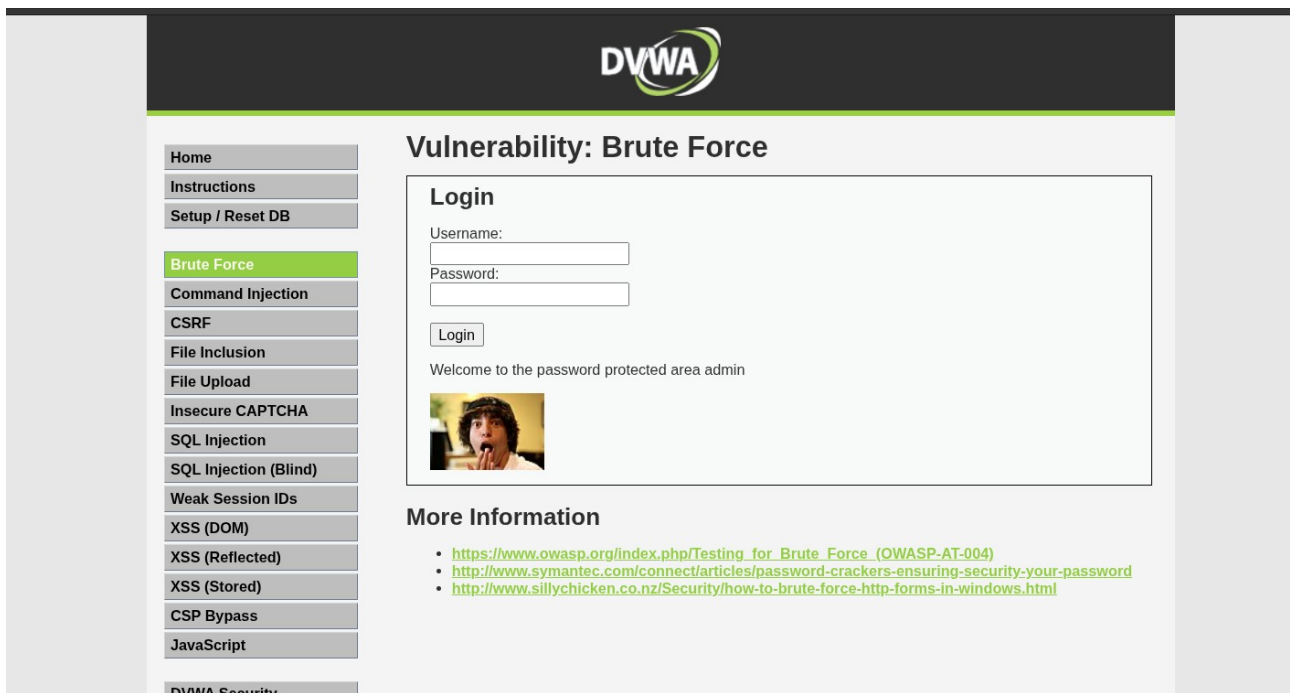 DVWA
Home
Instructions
Setup / Reset DB
Brute Force
Command Injection
CSRF
File Inclusion
File Upload
Insecure CAPTCHA
SQL Injection
SQL Injection (Blind)
Weak Session IDs
XSS (DOM)
XSS (Reflected)
XSS (Stored)
CSP Bypass
JavaScript
DVWA Security
Vulnerability: Brute Force
Login
Username:
Password:
Login
Welcome to the password protected area admin
More Information
https://www.owasp.org/index.php/Testing_for_Brute_Force_(OWASP-AT-004)
http://www.symantec.com/connect/articles/password-crackers-ensuring-security-your-password
http://www.sillychicken.co.nz/Security/how-to-brute-force-http-forms-in-windows.html